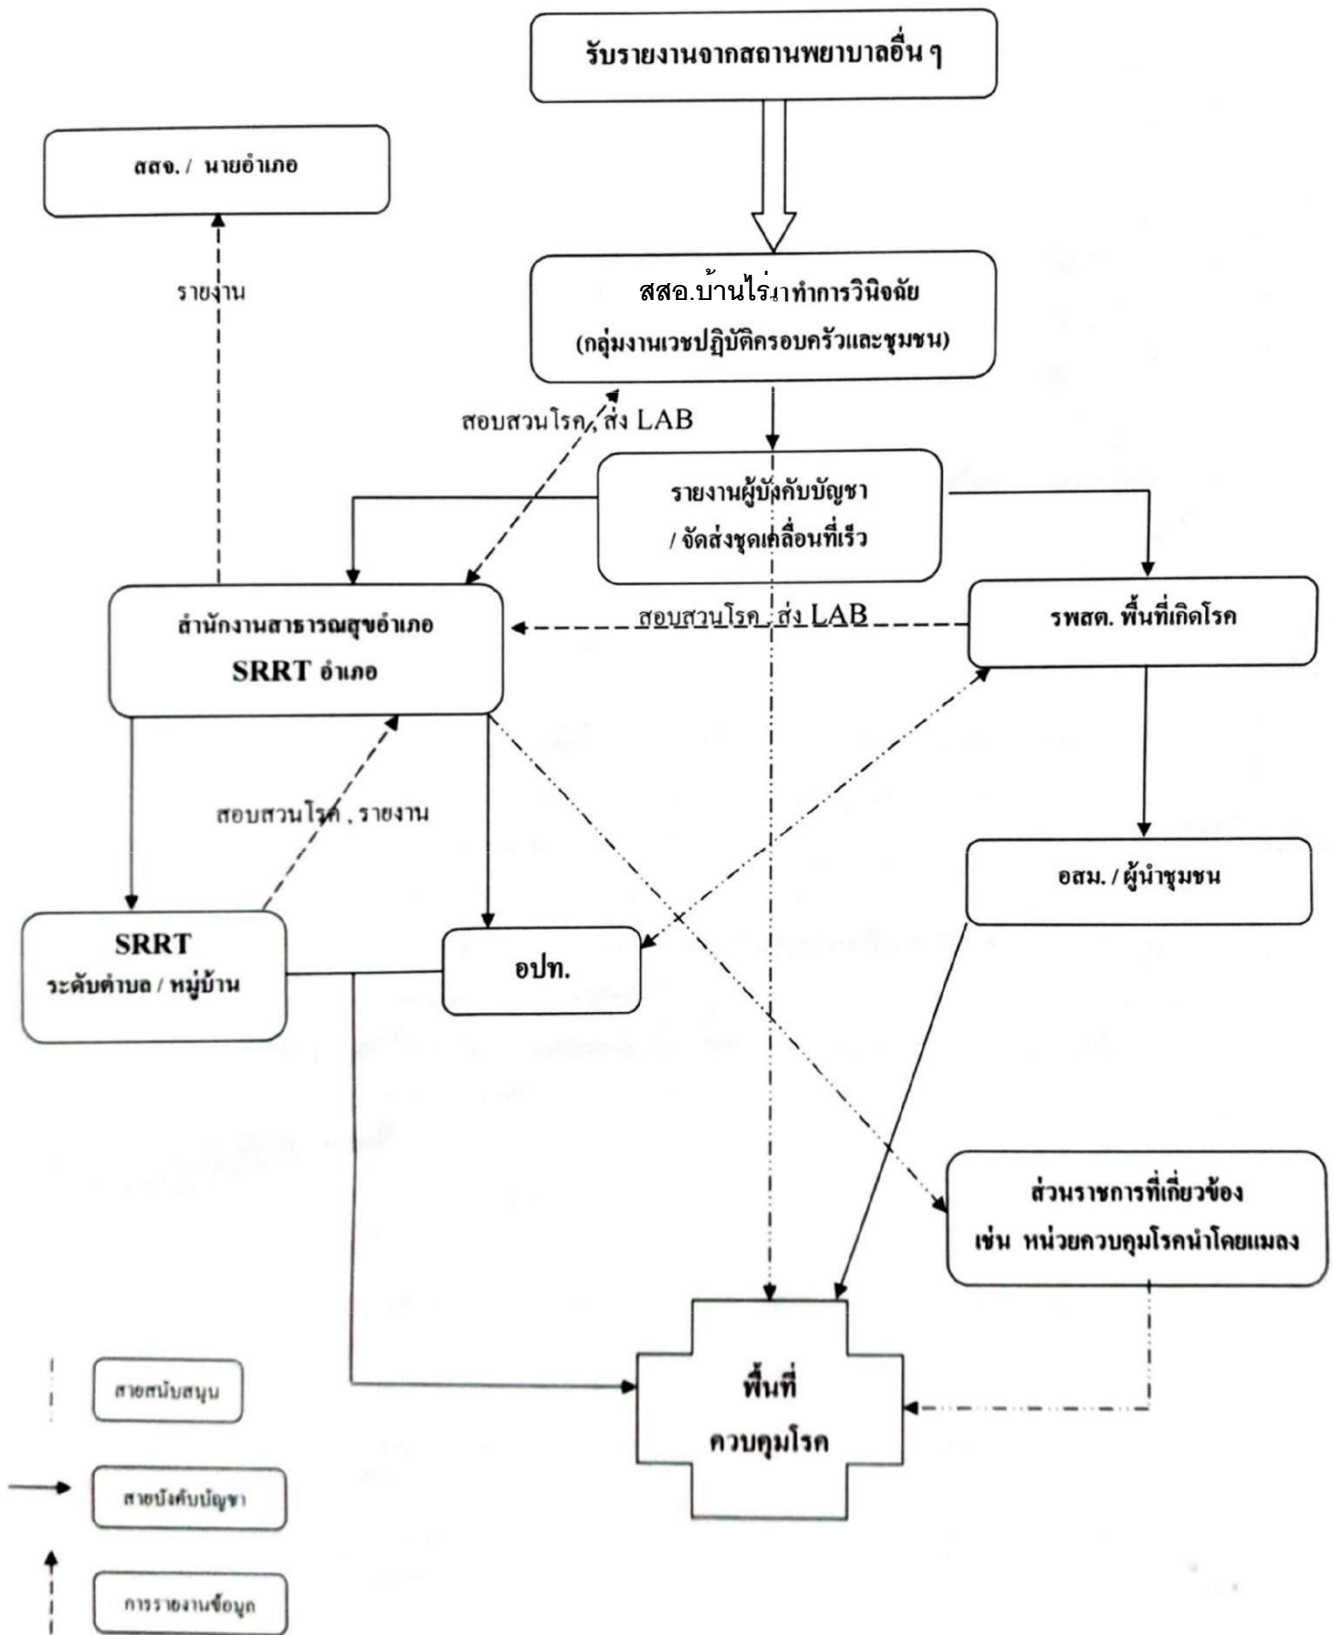 รับรายงานจากสถานพยาบาลอื่น ๆ
สสจ. / นายอำเภอ
รายงาน
สสอ.บ้านไร่นาทำการวินิจฉัย
(กลุ่มงานเวชปฏิบัติครอบครัวและชุมชน)
สอบสวนโรค , ส่ง LAB
รายงานผู้บังคับบัญชา
/ จัดส่งชุดเคลื่อนที่เร็ว
สำนักงานสาธารณสุขอำเภอ
SRRT อำเภอ
สอบสวนโรค , ส่ง LAB
รพสต. พื้นที่เกิดโรค
สอบสวนโรค , รายงาน
อสม. / ผู้นำชุมชน
SRRT
ระดับตำบล / หมู่บ้าน
อปท.
ส่วนราชการที่เกี่ยวข้อง
เช่น หน่วยควบคุมโรคนำโดยแมลง
พื้นที่
ควบคุมโรค
สายสนับสนุน
สายบังคับบัญชา
การรายงานข้อมูล